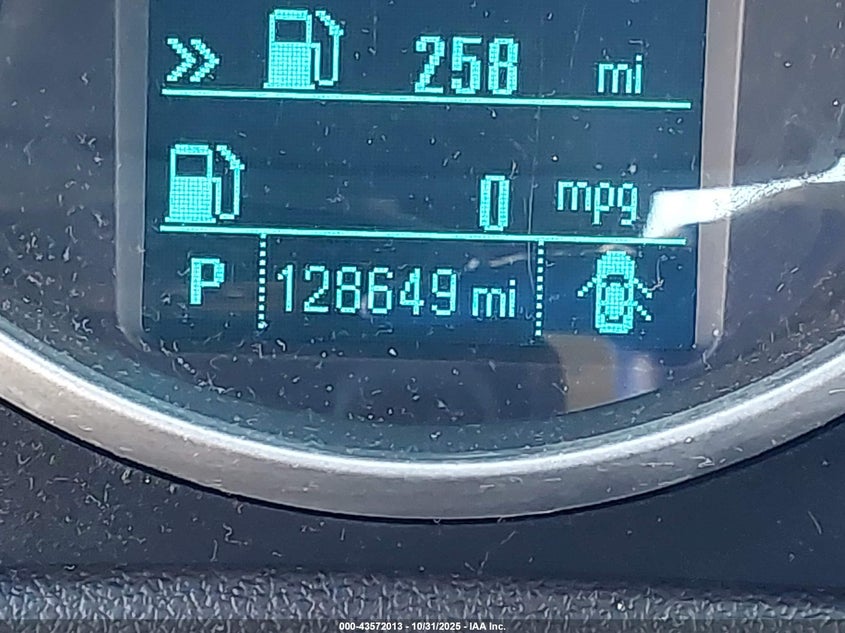 258 mi
0 mpg
P 128649 mi
000-43572013 - 10/31/2025 - IAA Inc.